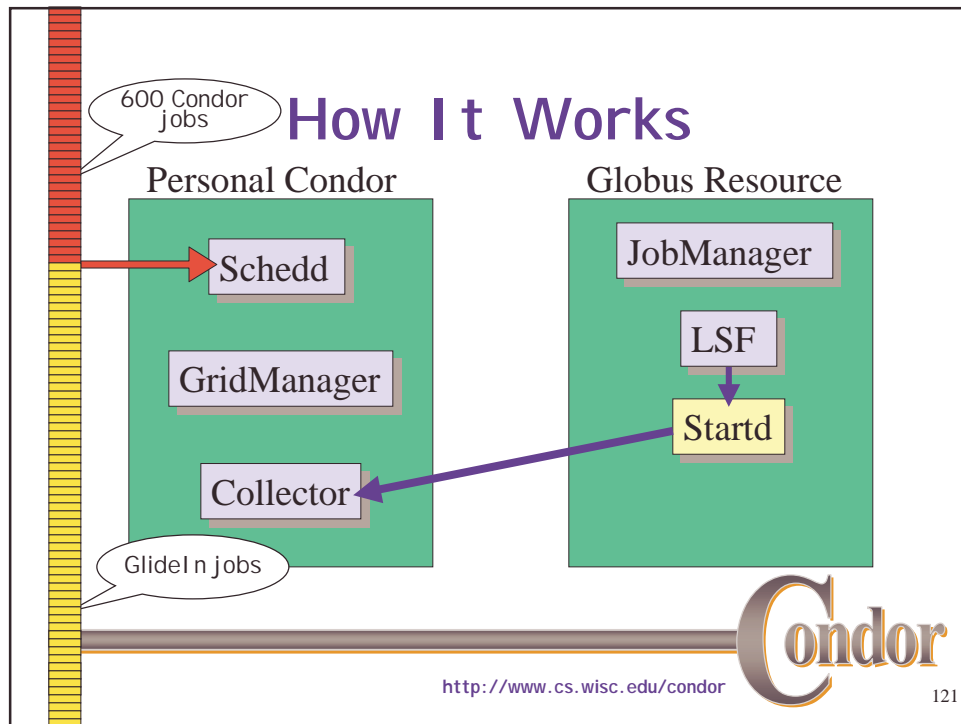 600 Condor
jobs
How It Works
Personal Condor
Globus Resource
Schedd
JobManager
LSF
GridManager
Startd
Collector
GlideIn jobs
Condor
http://www.cs.wisc.edu/condor
121